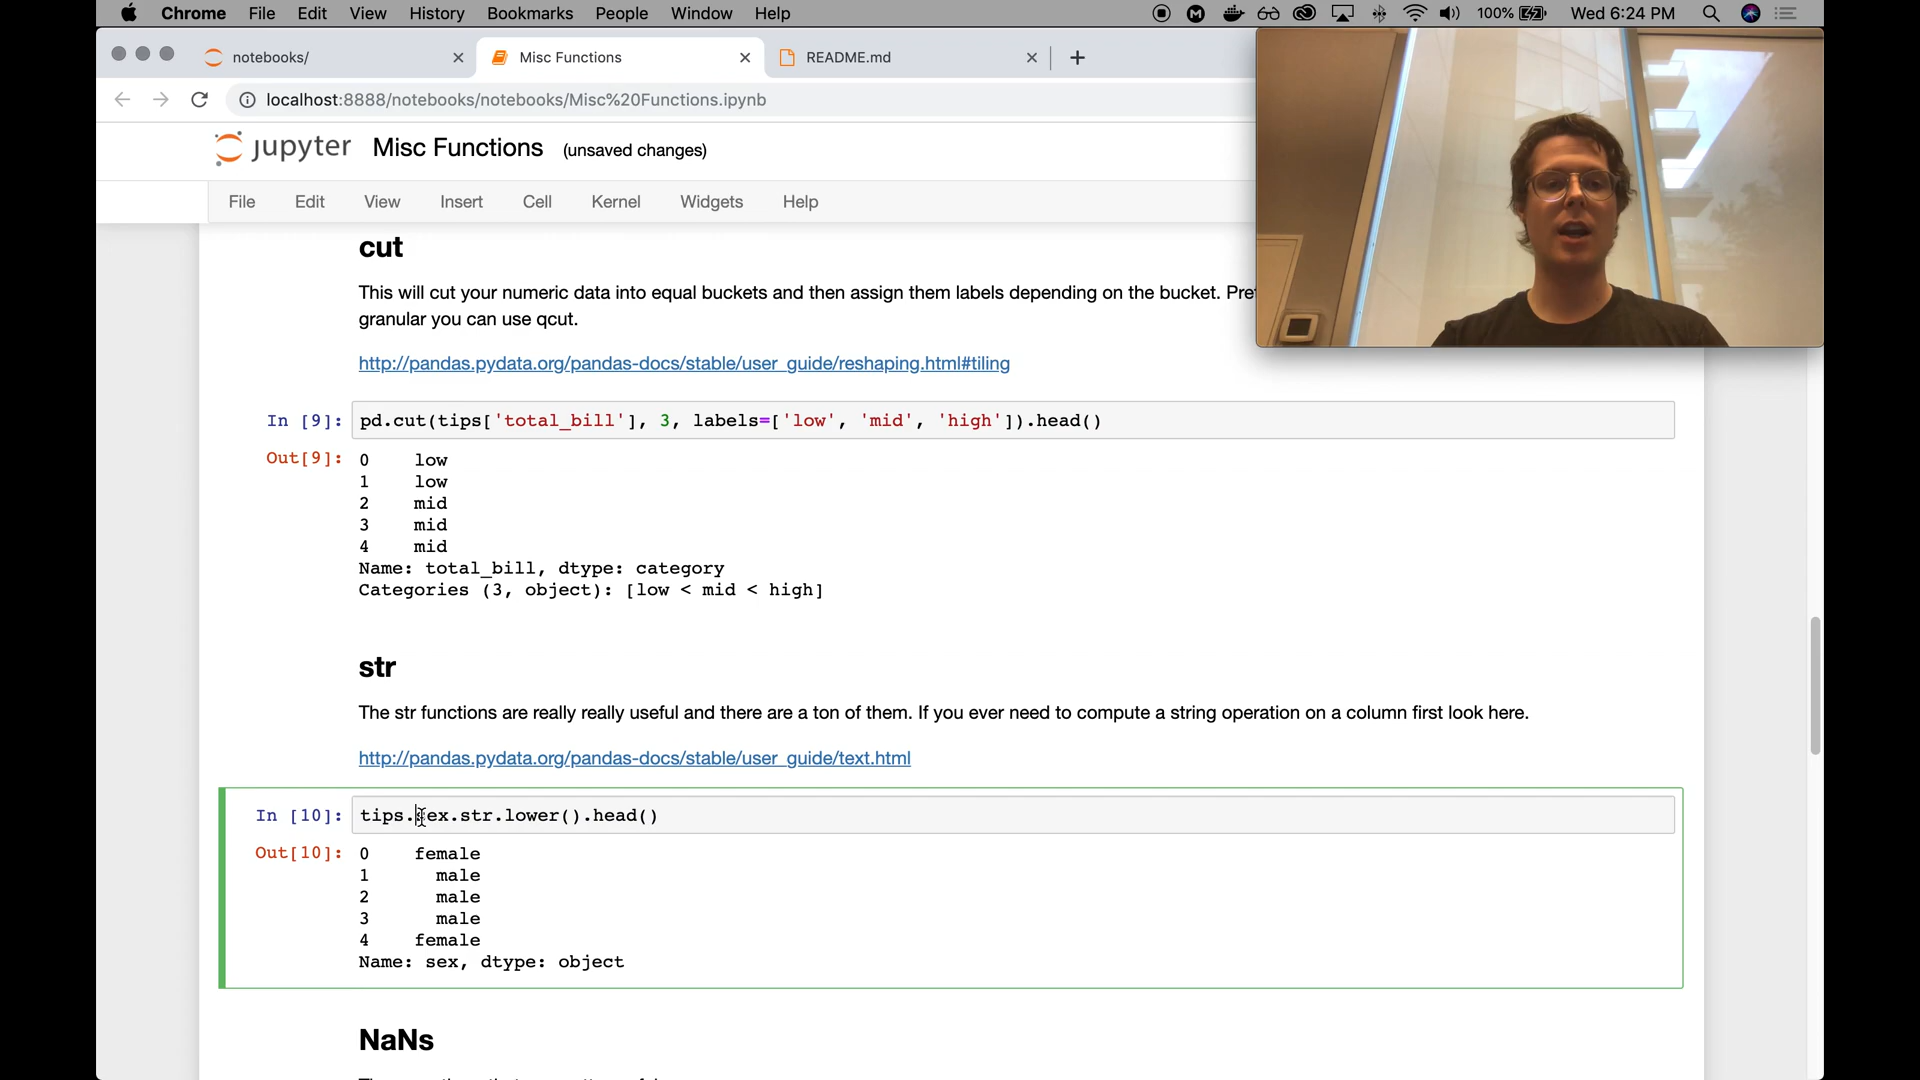 Chrome File Edit View History Bookmarks People Window Help 100% Wed 6:24 PM
notebooks/ Misc Functions README.md
localhost:8888/notebooks/notebooks/Misc%20Functions.ipynb
jupyter Misc Functions (unsaved changes)
File Edit View Insert Cell Kernel Widgets Help
cut
This will cut your numeric data into equal buckets and then assign them labels depending on the bucket.
granular you can use qcut.
http://pandas.pydata.org/pandas-docs/stable/user_guide/reshaping.html#tiling
In [9]: pd.cut(tips['total_bill'], 3, labels=['low', 'mid', 'high']).head()
Out[9]: 0 low
1 low
2 mid
3 mid
4 mid
Name: total_bill, dtype: category
Categories (3, object): [low < mid < high]
str
The str functions are really really useful and there are a ton of them. If you ever need to compute a string operation on a column first look here.
http://pandas.pydata.org/pandas-docs/stable/user_guide/text.html
In [10]: tips.sex.str.lower().head()
Out[10]: 0 female
1 male
2 male
3 male
4 female
Name: sex, dtype: object
NaNs